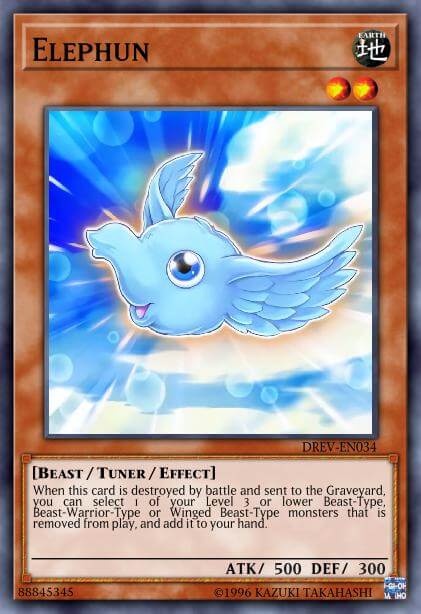 ELEPHUN
EARTH
地
DREV-EN034
[BEAST / TUNER / EFFECT]
When this card is destroyed by battle and sent to the Graveyard,
you can select 1 of your Level 3 or lower Beast-Type,
Beast-Warrior-Type or Winged Beast-Type monsters that
is removed from play, and add it to your hand.
ATK/ 500 DEF/ 300
88845345
©1996 KAZUKI TAKAHASHI